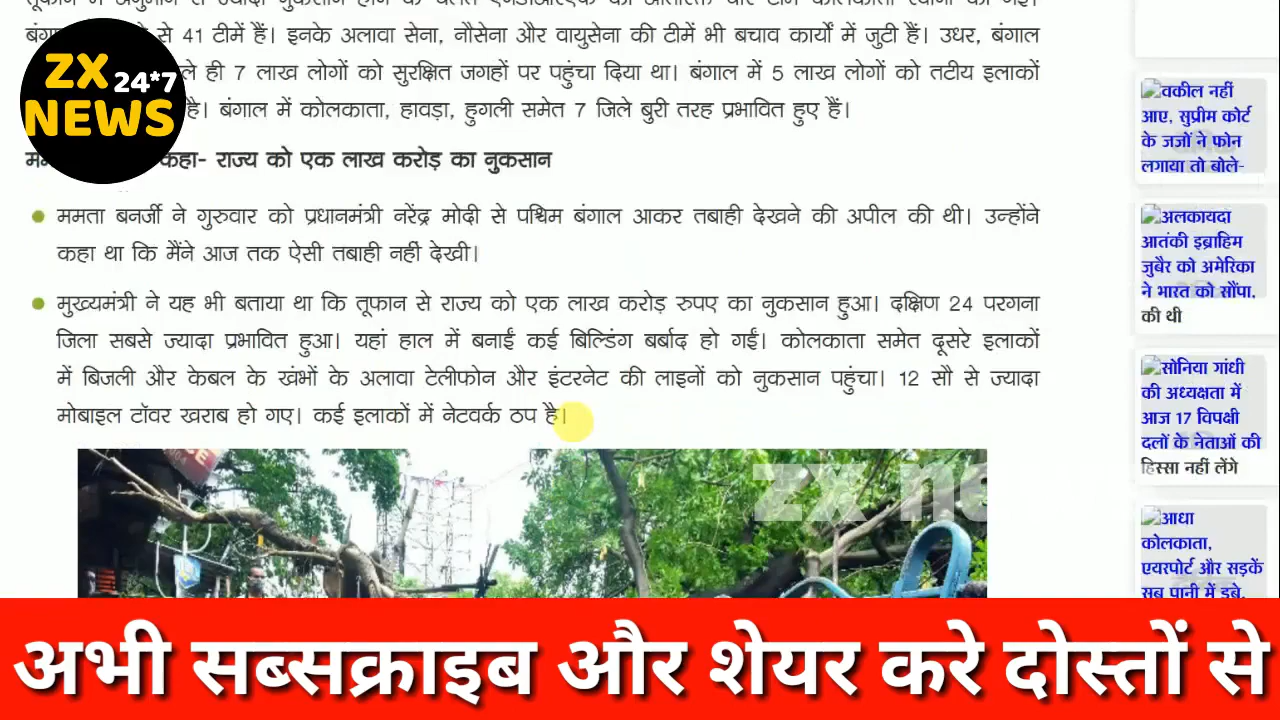 बंगा से 41 टीमें हैं। इनके अलावा सेना, नौसेना और वायुसेना की टीमें भी बचाव कार्यों में जुटी हैं। उधर, बंगाल
ले ही 7 लाख लोगों को सुरक्षित जगहों पर पहुंचा दिया था। बंगाल में 5 लाख लोगों को तटीय इलाकों
है। बंगाल में कोलकाता, हावड़ा, हुगली समेत 7 जिले बुरी तरह प्रभावित हुए हैं।
ZX
24*7
NEWS
कहा- राज्य को एक लाख करोड़ का नुकसान
ममता बनर्जी ने गुरुवार को प्रधानमंत्री नरेंद्र मोदी से पश्चिम बंगाल आकर तबाही देखने की अपील की थी। उन्होंने
कहा था कि मैंने आज तक ऐसी तबाही नहीं देखी।
मुख्यमंत्री ने यह भी बताया था कि तूफान से राज्य को एक लाख करोड़ रुपए का नुकसान हुआ। दक्षिण 24 परगना
जिला सबसे ज्यादा प्रभावित हुआ। यहां हाल में बनाईं कई बिल्डिंग बर्बाद हो गईं। कोलकाता समेत दूसरे इलाकों
में बिजली और केबल के खंभों के अलावा टेलीफोन और इंटरनेट की लाइनों को नुकसान पहुंचा। 12 सौ से ज्यादा
मोबाइल टॉवर खराब हो गए। कई इलाकों में नेटवर्क ठप है।
zx ne
वकील नहीं
आए, सुप्रीम कोर्ट
के जजों ने फोन
लगाया तो बोले-
अलकायदा
आतंकी इब्राहिम
जुबैर को अमेरिका
ने भारत को सौंपा,
की थी
सोनिया गांधी
की अध्यक्षता में
आज 17 विपक्षी
दलों के नेताओं की
हिस्सा नहीं लेंगे
आधा
कोलकाता,
एयरपोर्ट और सड़कें
सब पानी में डूबे,
अभी सब्सक्राइब और शेयर करे दोस्तों से